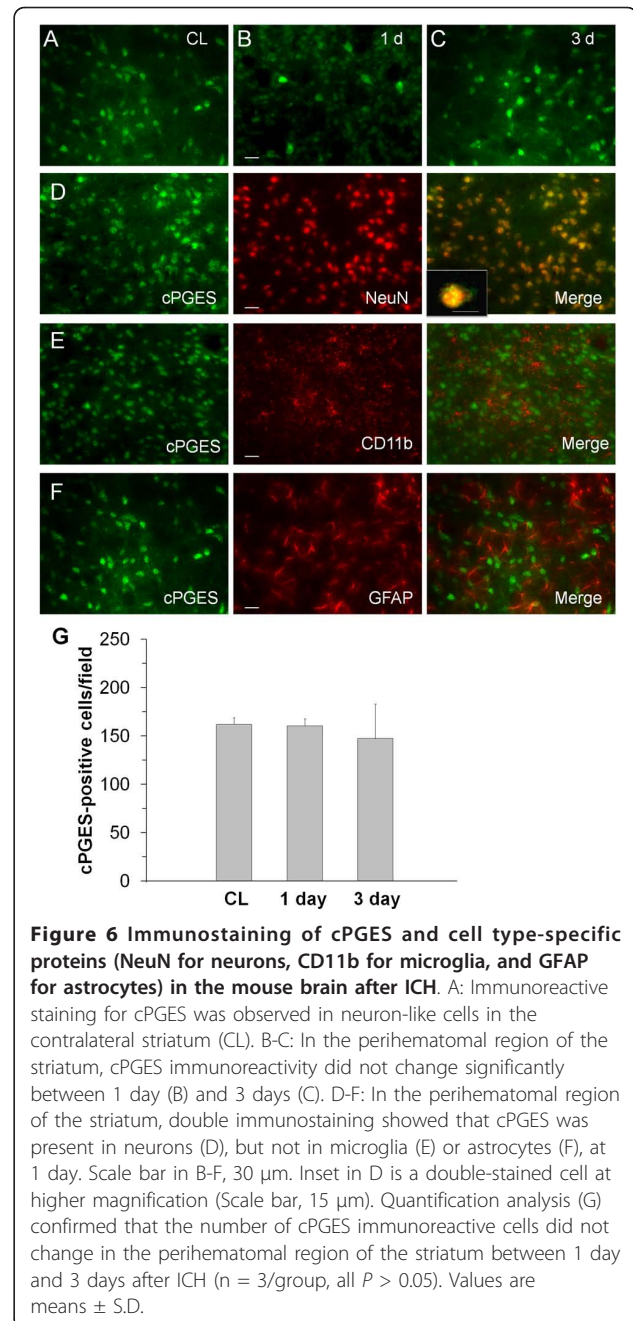 A CL B 1 d C 3 d
D cPGES NeuN Merge
E cPGES CD11b Merge
F cPGES GFAP Merge
G
cPGES-positive cells/field
250
200
150
100
50
0
CL 1 day 3 day
Figure 6 Immunostaining of cPGES and cell type-specific
proteins (NeuN for neurons, CD11b for microglia, and GFAP
for astrocytes) in the mouse brain after ICH. A: Immunoreactive
staining for cPGES was observed in neuron-like cells in the
contralateral striatum (CL). B-C: In the perihematomal region of the
striatum, cPGES immunoreactivity did not change significantly
between 1 day (B) and 3 days (C). D-F: In the perihematomal region
of the striatum, double immunostaining showed that cPGES was
present in neurons (D), but not in microglia (E) or astrocytes (F), at
1 day. Scale bar in B-F, 30 μm. Inset in D is a double-stained cell at
higher magnification (Scale bar, 15 μm). Quantification analysis (G)
confirmed that the number of cPGES immunoreactive cells did not
change in the perihematomal region of the striatum between 1 day
and 3 days after ICH (n = 3/group, all P > 0.05). Values are
means ± S.D.